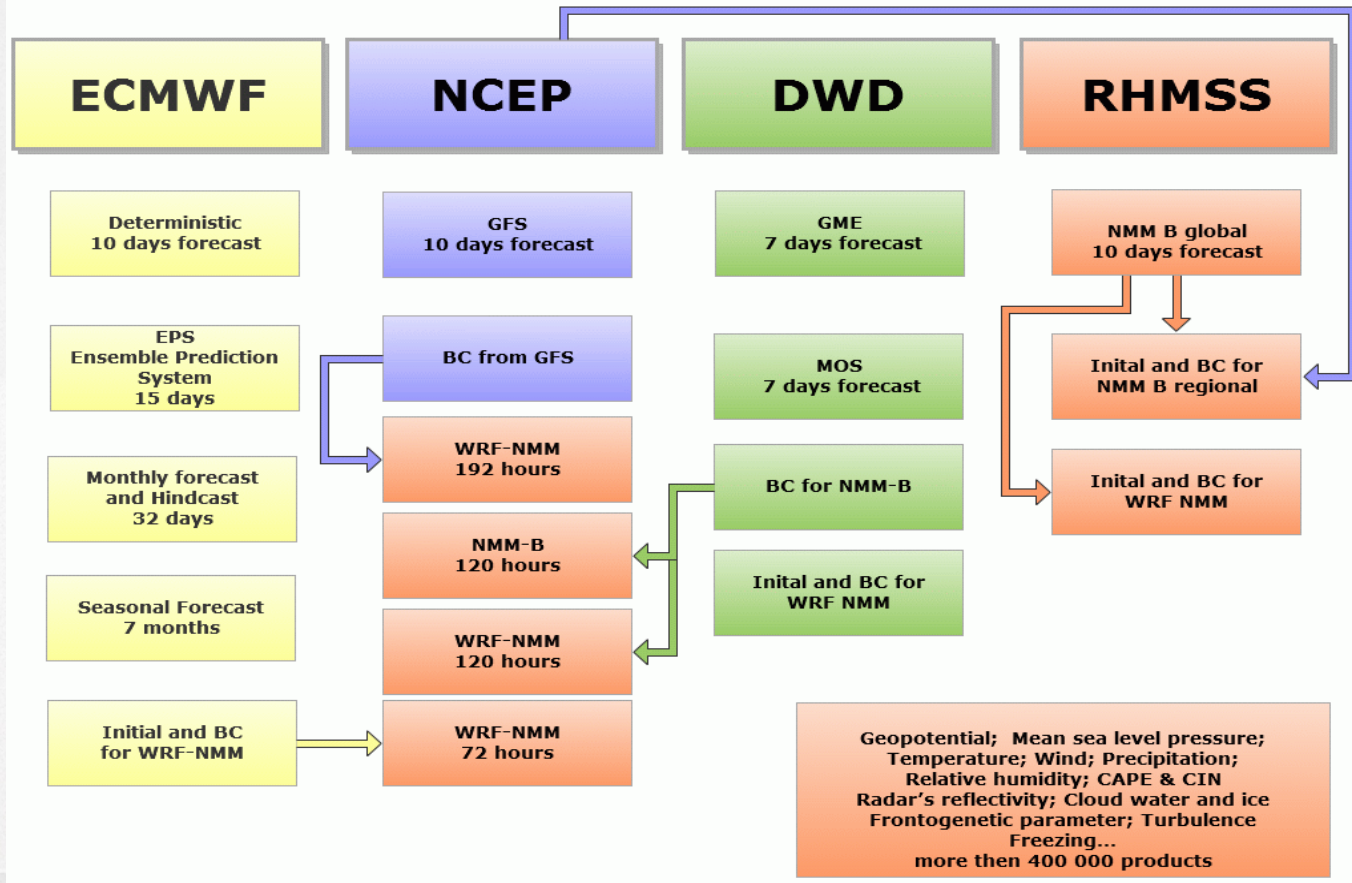 ECMWF
NCEP
DWD
RHMSS
Deterministic
10 days forecast
EPS
Ensemble Prediction
System
15 days
Monthly forecast
and Hindcast
32 days
Seasonal Forecast
7 months
Initial and BC
for WRF-NMM
GFS
10 days forecast
BC from GFS
WRF-NMM
192 hours
NMM-B
120 hours
WRF-NMM
120 hours
WRF-NMM
72 hours
GME
7 days forecast
MOS
7 days forecast
BC for NMM-B
Inital and BC for
WRF NMM
NMM B global
10 days forecast
Inital and BC for
NMM B regional
Inital and BC for
WRF NMM
Geopotential; Mean sea level pressure;
Temperature; Wind; Precipitation;
Relative humidity; CAPE & CIN
Radar's reflectivity; Cloud water and ice
Frontogenetic parameter; Turbulence
Freezing...
more then 400 000 products